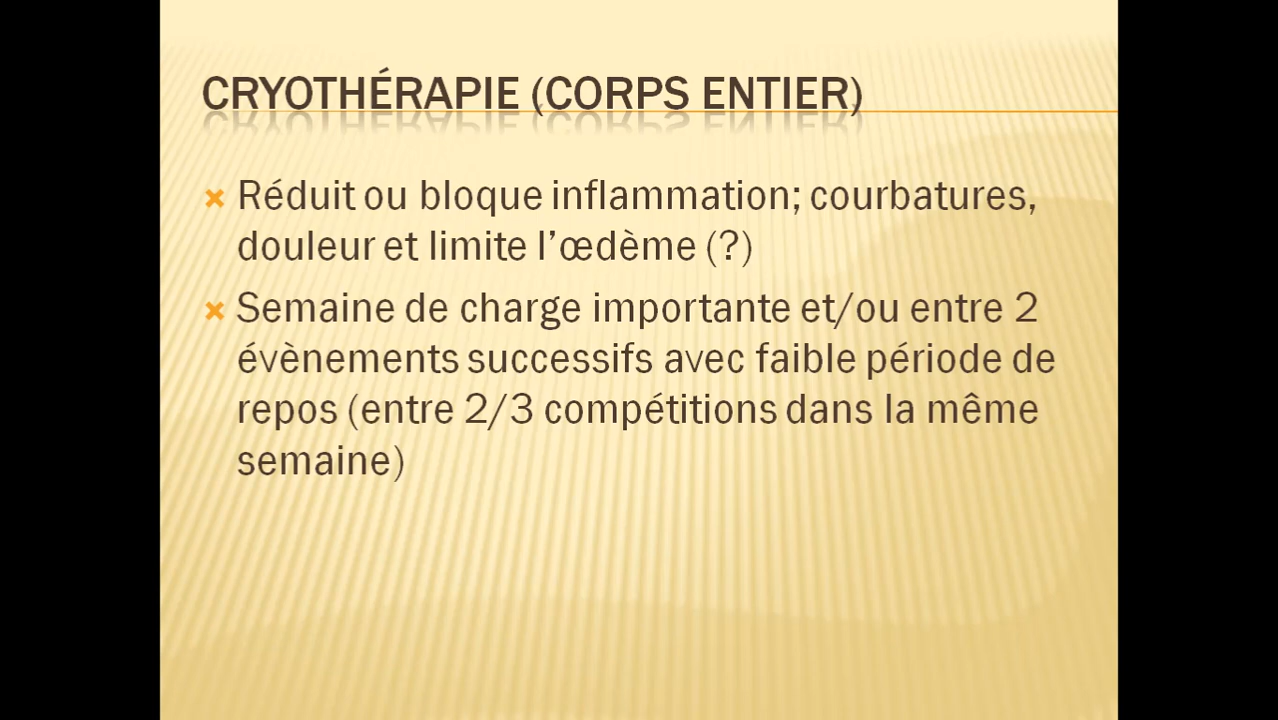 CRYOTHÉRAPIE (CORPS ENTIER)
Réduit ou bloque inflammation; courbatures,
douleur et limite l’œdème (?)
Semaine de charge importante et/ou entre 2
évènements successifs avec faible période de
repos (entre 2/3 compétitions dans la même
semaine)